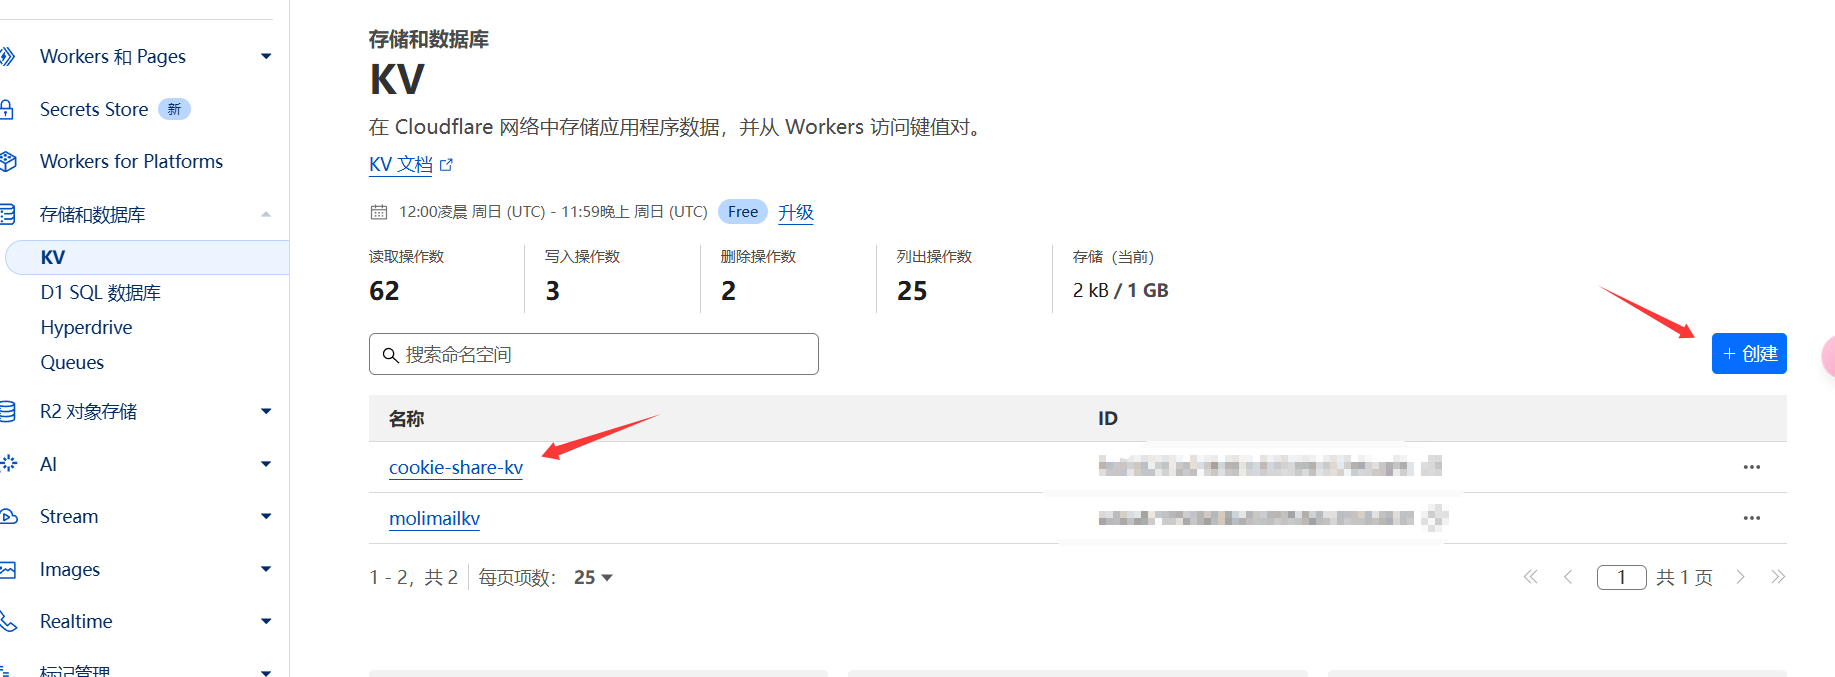 Workers 和 Pages
Secrets Store 新
Workers for Platforms
存储和数据库
KV
D1 SQL 数据库
Hyperdrive
Queues
R2 对象存储
AI
Stream
Images
Realtime
标记管理
存储和数据库
KV
在 Cloudflare 网络中存储应用程序数据，并从 Workers 访问键值对。
KV 文档
12:00凌晨 周日 (UTC) - 11:59晚上 周日 (UTC) Free 升级
读取操作数
62
写入操作数
3
删除操作数
2
列出操作数
25
存储（当前）
2 kB / 1 GB
搜索命名空间
+ 创建
名称 ID
cookie-share-kv
molimailkv
1 - 2，共 2 每页项数： 25
1 共 1 页